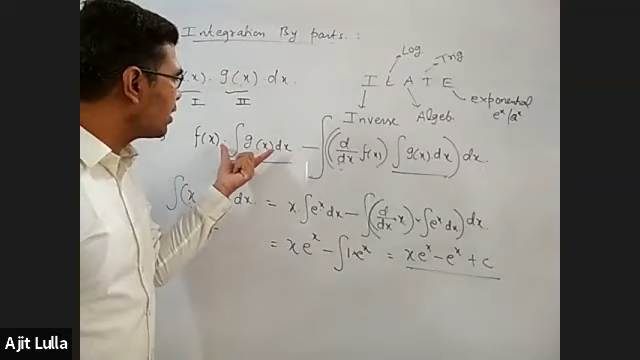 Integration By parts :
(x). g(x). dx.
I II
Log Trig
I L A T E
Inverse Algeb. exponential
e^x/a^x
f(x). ∫g(x)dx — ∫((d/dx f(x)) ∫g(x)dx) dx.
∫(x dx. = x.∫e^x dx − ∫(d/dx x). ∫e^x dx) dx.
= xe^x − ∫1.e^x = xe^x − e^x + c
Ajit Lulla